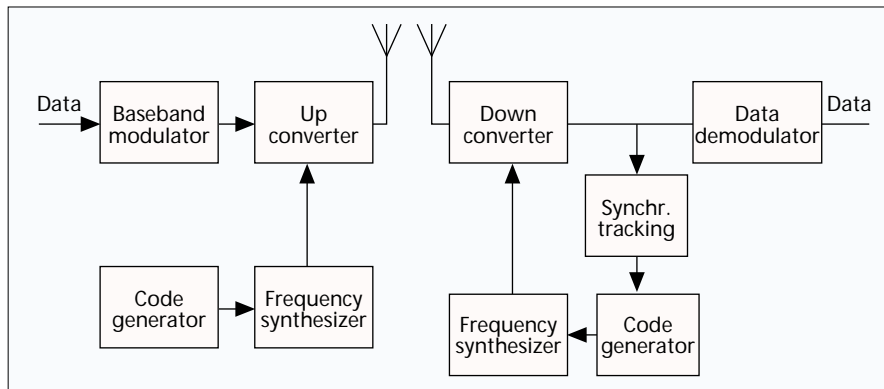 Data
Baseband
modulator
Up
converter
Down
converter
Data
demodulator
Data
Synchr.
tracking
Code
generator
Frequency
synthesizer
Frequency
synthesizer
Code
generator